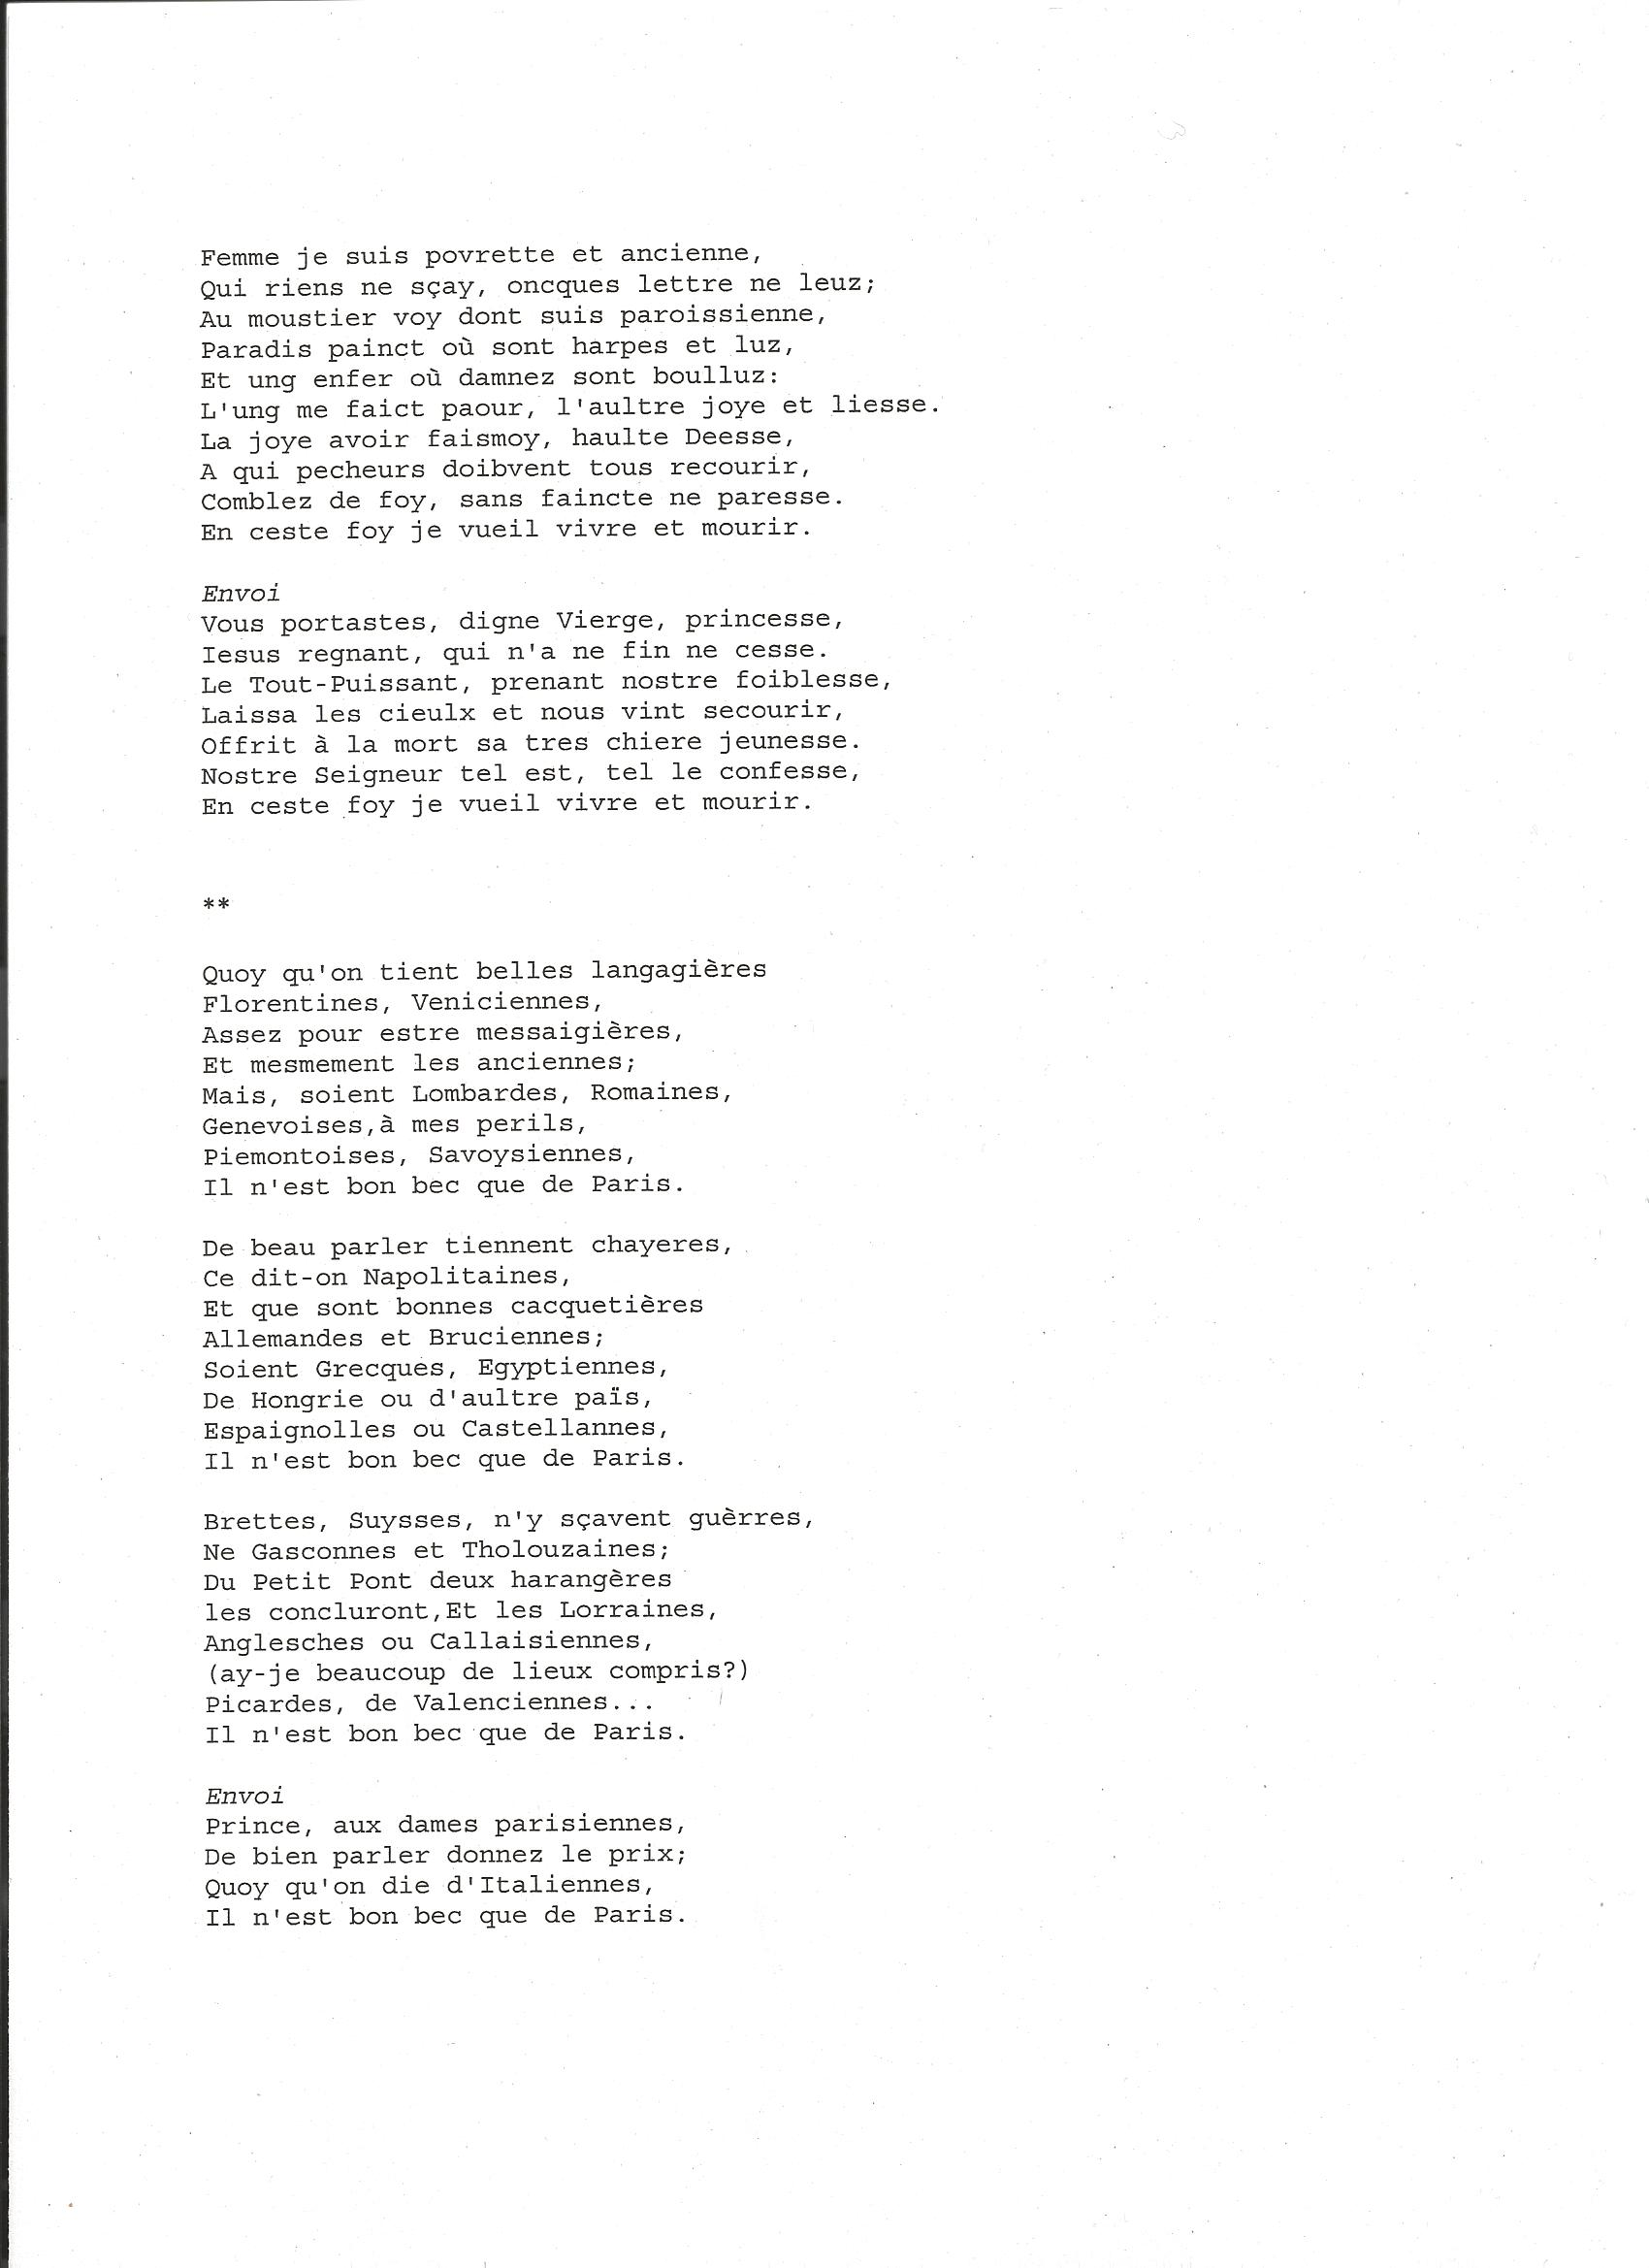 Femme je suis povrette et ancienne,
Qui riens ne sçay, oncques lettre ne leuz;
Au moustier voy dont suis paroissienne,
Paradis painct où sont harpes et luz,
Et ung enfer où damnez sont boulluz:
L'ung me faict paour, l'aultre joye et liesse.
La joye avoir faismoy, haulte Deesse,
A qui pecheurs doibvent tous recourir,
Comblez de foy, sans faincte ne paresse.
En ceste foy je vueil vivre et mourir.

Envoi
Vous portastes, digne Vierge, princesse,
Iesus regnant, qui n'a ne fin ne cesse.
Le Tout-Puissant, prenant nostre foiblesse,
Laissa les cieulx et nous vint secourir,
Offrit à la mort sa tres chiere jeunesse.
Nostre Seigneur tel est, tel le confesse,
En ceste foy je vueil vivre et mourir.

**

Quoy qu'on tient belles langagières
Florentines, Veniciennes,
Assez pour estre messaigières,
Et mesmement les anciennes;
Mais, soient Lombardes, Romaines,
Genevoises,à mes perils,
Piemontoises, Savoysiennes,
Il n'est bon bec que de Paris.

De beau parler tiennent chayeres,
Ce dit-on Napolitaines,
Et que sont bonnes cacquetières
Allemandes et Bruciennes;
Soient Grecques, Egyptiennes,
De Hongrie ou d'aultre païs,
Espaignolles ou Castellannes,
Il n'est bon bec que de Paris.

Brettes, Suysses, n'y sçavent guèrres,
Ne Gasconnes et Tholouzaines;
Du Petit Pont deux harangères
les concluront,Et les Lorraines,
Anglesches ou Callaisiennes,
(ay-je beaucoup de lieux compris?)
Picardes, de Valenciennes...
Il n'est bon bec que de Paris.

Envoi
Prince, aux dames parisiennes,
De bien parler donnez le prix;
Quoy qu'on die d'Italiennes,
Il n'est bon bec que de Paris.